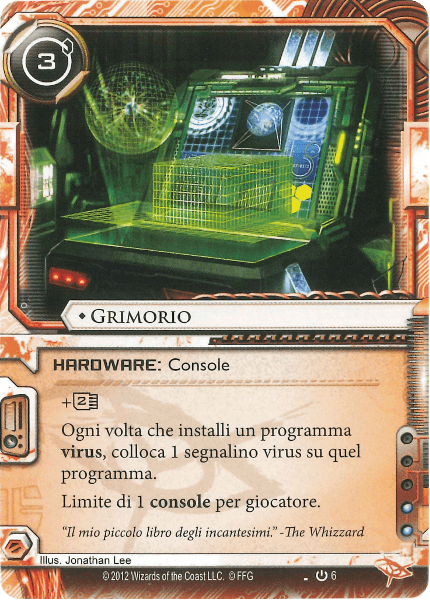 3
GRIMORIO
HARDWARE: Console
+2
Ogni volta che installi un programma
virus, colloca 1 segnalino virus su quel
programma.
Limite di 1 console per giocatore.
“Il mio piccolo libro degli incantesimi.” -The Whizzard
Illus. Jonathan Lee
© 2012 Wizards of the Coast LLC. © FFG
6